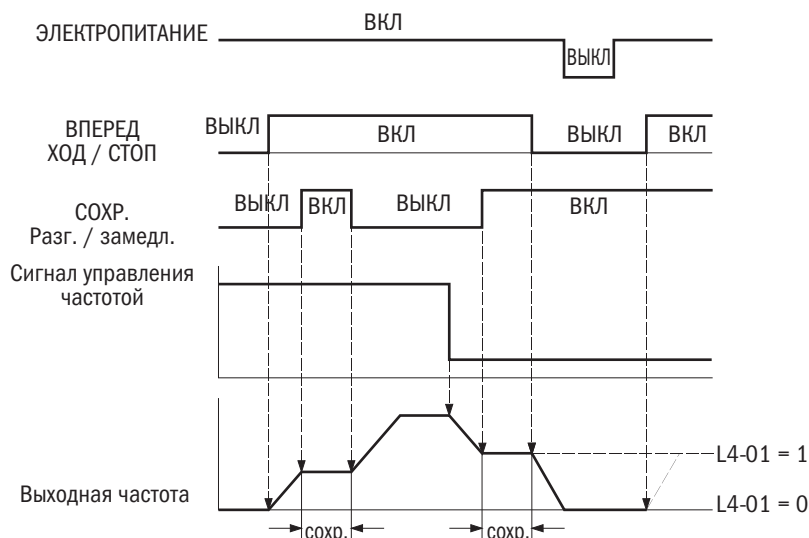 ЭЛЕКТРОПИТАНИЕ
ВКЛ
ВЫКЛ
ВПЕРЕД
ХОД / СТОП
ВЫКЛ
ВКЛ
ВЫКЛ
ВКЛ
СОХР.
Разг. / замедл.
ВЫКЛ
ВКЛ
ВЫКЛ
ВКЛ
Сигнал управления
частотой
Выходная частота
L4-01 = 1
L4-01 = 0
сохр.
сохр.